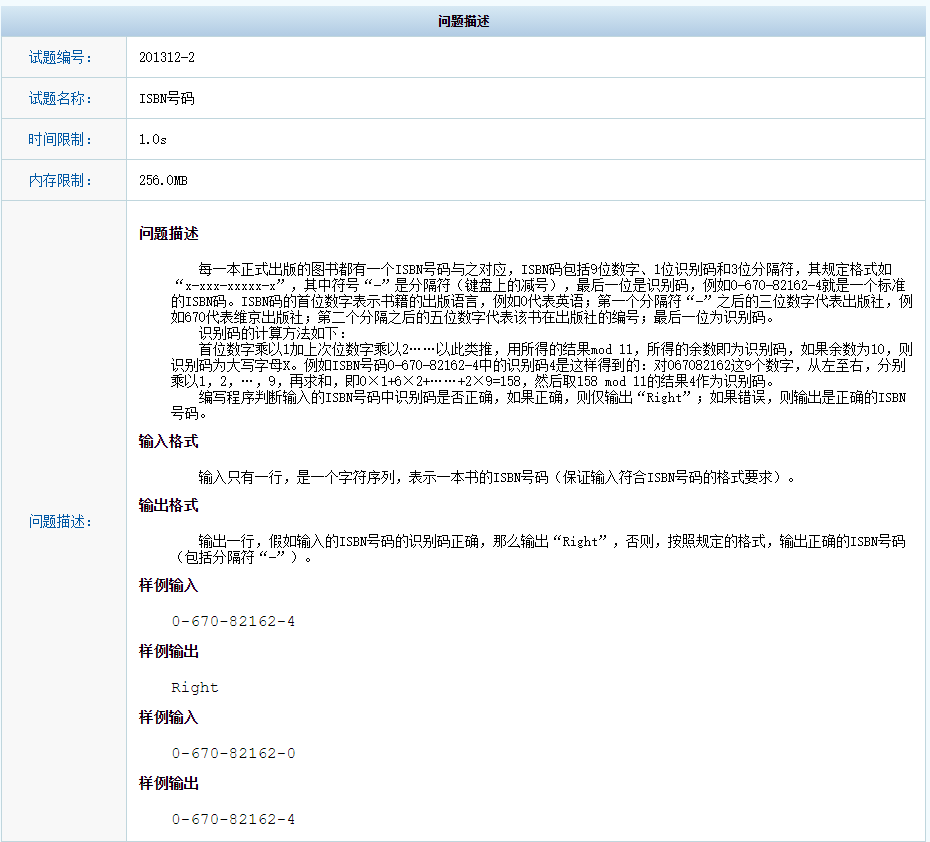 问题描述
试题编号： 201312-2
试题名称： ISBN号码
时间限制： 1.0s
内存限制： 256.0MB
问题描述：
问题描述
每一本正式出版的图书都有一个ISBN号码与之对应，ISBN码包括9位数字、1位识别码和3位分隔符，其规定格式如
“x-xxx-xxxxx-x”，其中符号“-”是分隔符（键盘上的减号），最后一位是识别码，例如0-670-82162-4就是一个标准
的ISBN码。ISBN码的首位数字表示书籍的出版语言，例如0代表英语；第一个分隔符“-”之后的三位数字代表出版社，例
如670代表维京出版社；第二个分隔之后的五位数字代表该书在出版社的编号；最后一位为识别码。
识别码的计算方法如下：
首位数字乘以1加上次位数字乘以2……以此类推，用所得的结果mod 11，所得的余数即为识别码，如果余数为10，则
识别码为大写字母X。例如ISBN号码0-670-82162-4中的识别码4是这样得到的：对067082162这9个数字，从左至右，分别
乘以1，2，…，9，再求和，即0×1+6×2+……+2×9=158，然后取158 mod 11的结果4作为识别码。
编写程序判断输入的ISBN号码中识别码是否正确，如果正确，则仅输出“Right”；如果错误，则输出是正确的ISBN
号码。
输入格式
输入只有一行，是一个字符序列，表示一本书的ISBN号码（保证输入符合ISBN号码的格式要求）。
输出格式
输出一行，假如输入的ISBN号码的识别码正确，那么输出“Right”，否则，按照规定的格式，输出正确的ISBN号码
（包括分隔符“-”）。
样例输入
0-670-82162-4
样例输出
Right
样例输入
0-670-82162-0
样例输出
0-670-82162-4